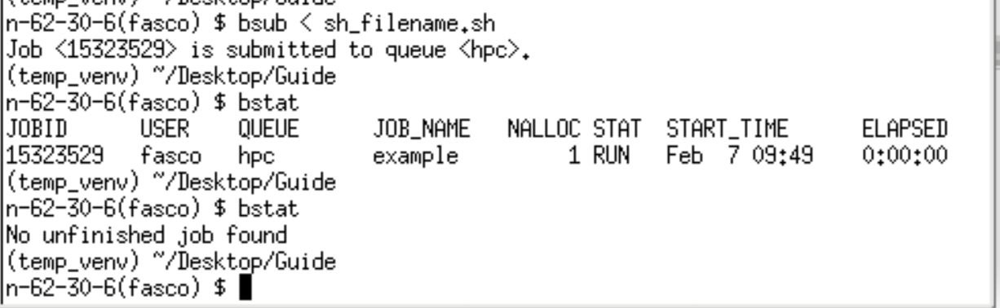 (temp_venv) ~/Desktop/Guide
n-62-30-6(fasco) $ bsub < sh_filename.sh
Job <15323529> is submitted to queue <hpc>.
(temp_venv) ~/Desktop/Guide
n-62-30-6(fasco) $ bstat
JOBID USER QUEUE JOB_NAME NALLOC STAT START_TIME ELAPSED
15323529 fasco hpc example 1 RUN Feb 7 09:49 0:00:00
(temp_venv) ~/Desktop/Guide
n-62-30-6(fasco) $ bstat
No unfinished job found
(temp_venv) ~/Desktop/Guide
n-62-30-6(fasco) $